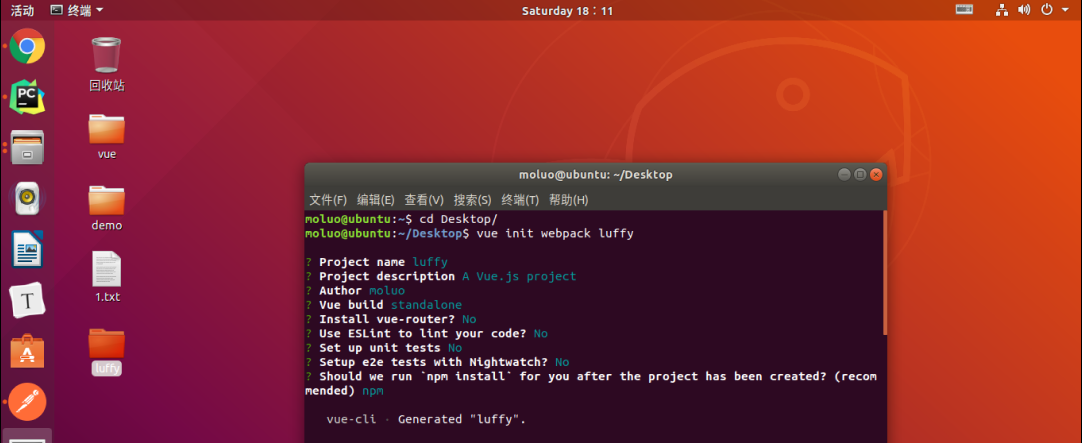 活动 终端 Saturday 18：11
PC
回收站
vue
demo
T
1.txt
luffy
moluo@ubuntu: ~/Desktop
文件(F) 编辑(E) 查看(V) 搜索(S) 终端(T) 帮助(H)
moluo@ubuntu:~$ cd Desktop/
moluo@ubuntu:~/Desktop$ vue init webpack luffy
? Project name luffy
? Project description A Vue.js project
? Author moluo
? Vue build standalone
? Install vue-router? No
? Use ESLint to lint your code? No
? Set up unit tests No
? Setup e2e tests with Nightwatch? No
? Should we run `npm install` for you after the project has been created? (recom
mended) npm
vue-cli · Generated "luffy".